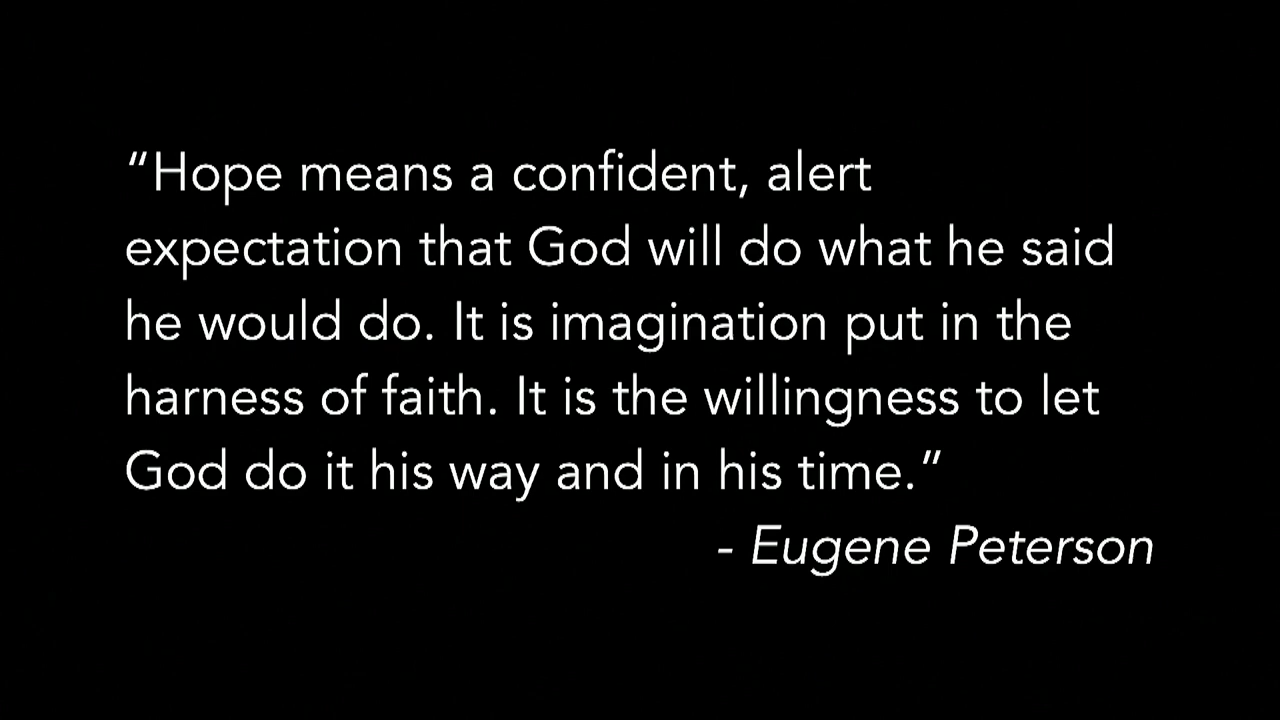 “Hope means a confident, alert
expectation that God will do what he said
he would do. It is imagination put in the
harness of faith. It is the willingness to let
God do it his way and in his time.”
- Eugene Peterson